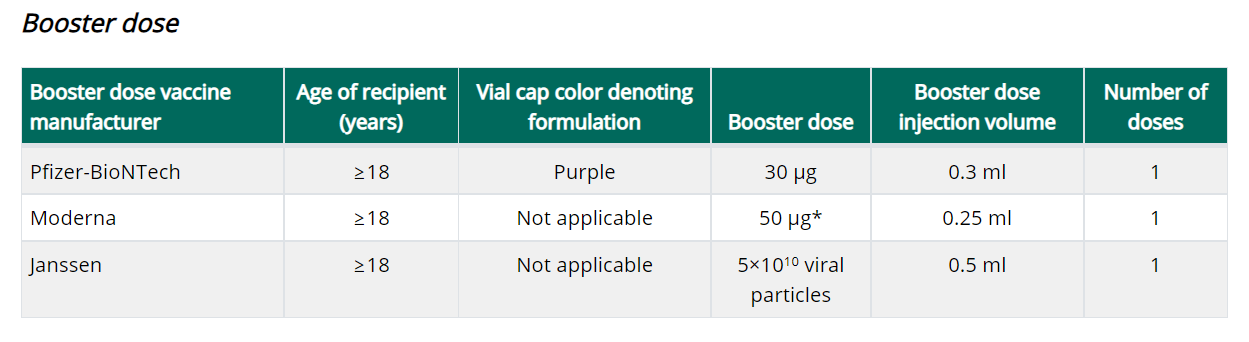 Booster dose
Booster dose vaccine manufacturer | Age of recipient (years) | Vial cap color denoting formulation | Booster dose | Booster dose injection volume | Number of doses
Pfizer-BioNTech | ≥18 | Purple | 30 μg | 0.3 ml | 1
Moderna | ≥18 | Not applicable | 50 μg* | 0.25 ml | 1
Janssen | ≥18 | Not applicable | 5×10¹⁰ viral particles | 0.5 ml | 1